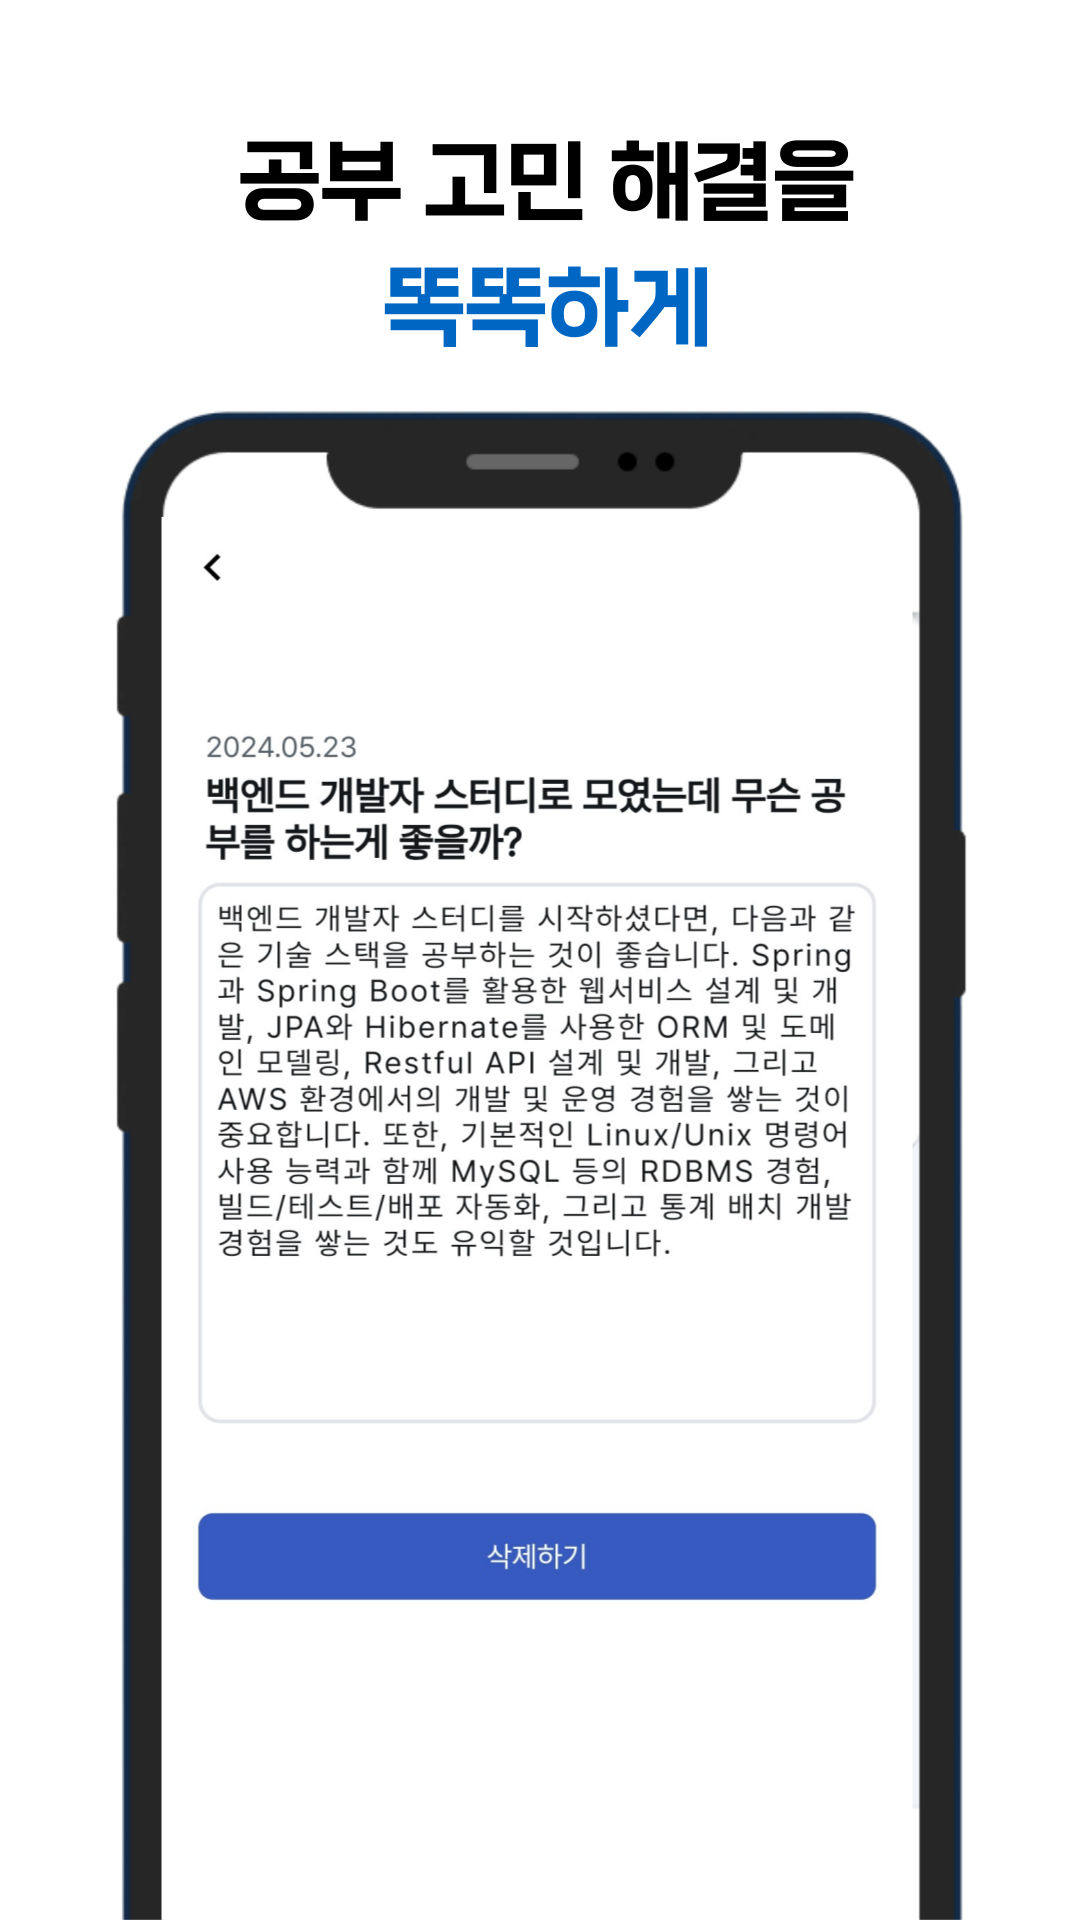 공부 고민 해결을
똑똑하게
2024.05.23
백엔드 개발자 스터디로 모였는데 무슨 공
부를 하는게 좋을까?
백엔드 개발자 스터디를 시작하셨다면, 다음과 같
은 기술 스택을 공부하는 것이 좋습니다. Spring
과 Spring Boot를 활용한 웹서비스 설계 및 개
발, JPA와 Hibernate를 사용한 ORM 및 도메
인 모델링, Restful API 설계 및 개발, 그리고
AWS 환경에서의 개발 및 운영 경험을 쌓는 것이
중요합니다. 또한, 기본적인 Linux/Unix 명령어
사용 능력과 함께 MySQL 등의 RDBMS 경험,
빌드/테스트/배포 자동화, 그리고 통계 배치 개발
경험을 쌓는 것도 유익할 것입니다.
삭제하기